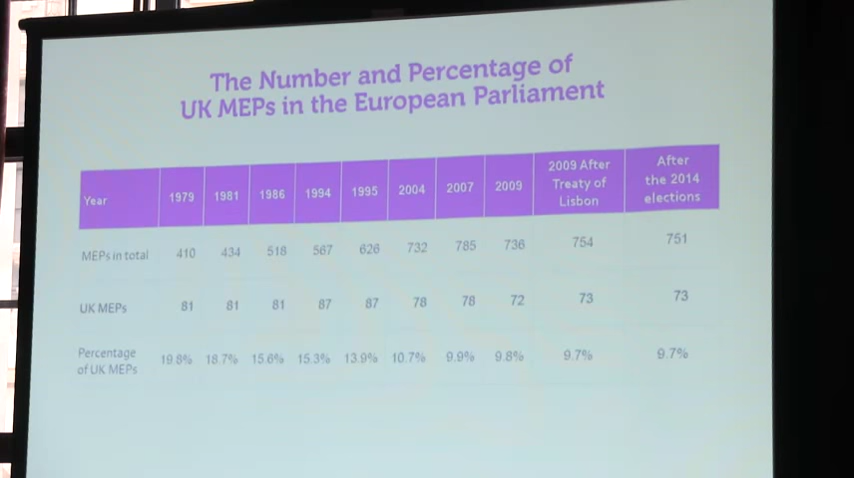 The Number and Percentage of
UK MEPs in the European Parliament
Year 1979 1981 1986 1994 1995 2004 2007 2009 2009 After Treaty of Lisbon After the 2014 elections
MEPs in total 410 434 518 567 626 732 785 736 754 751
UK MEPs 81 81 81 87 87 78 78 72 73 73
Percentage of UK MEPs 19.8% 18.7% 15.6% 15.3% 13.9% 10.7% 9.9% 9.8% 9.7% 9.7%